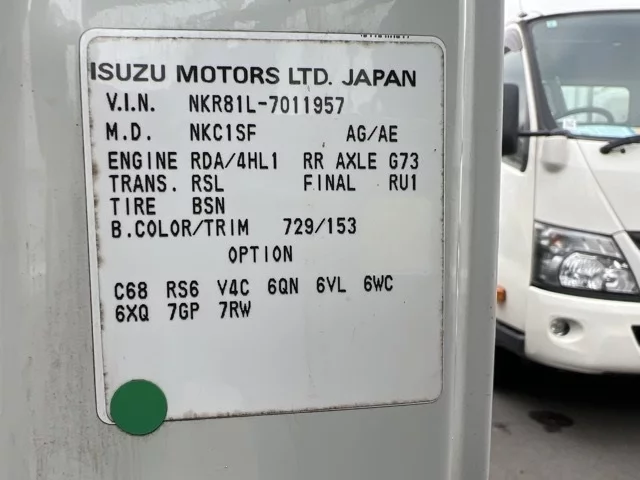 ISUZU MOTORS LTD. JAPAN
V.I.N. NKR81L-7011957
M.D. NKC1SF AG/AE
ENGINE RDA/4HL1 RR AXLE G73
TRANS. RSL FINAL RU1
TIRE BSN
B.COLOR/TRIM 729/153
OPTION
C68 RS6 V4C 6QN 6VL 6WC
6XQ 7GP 7RW